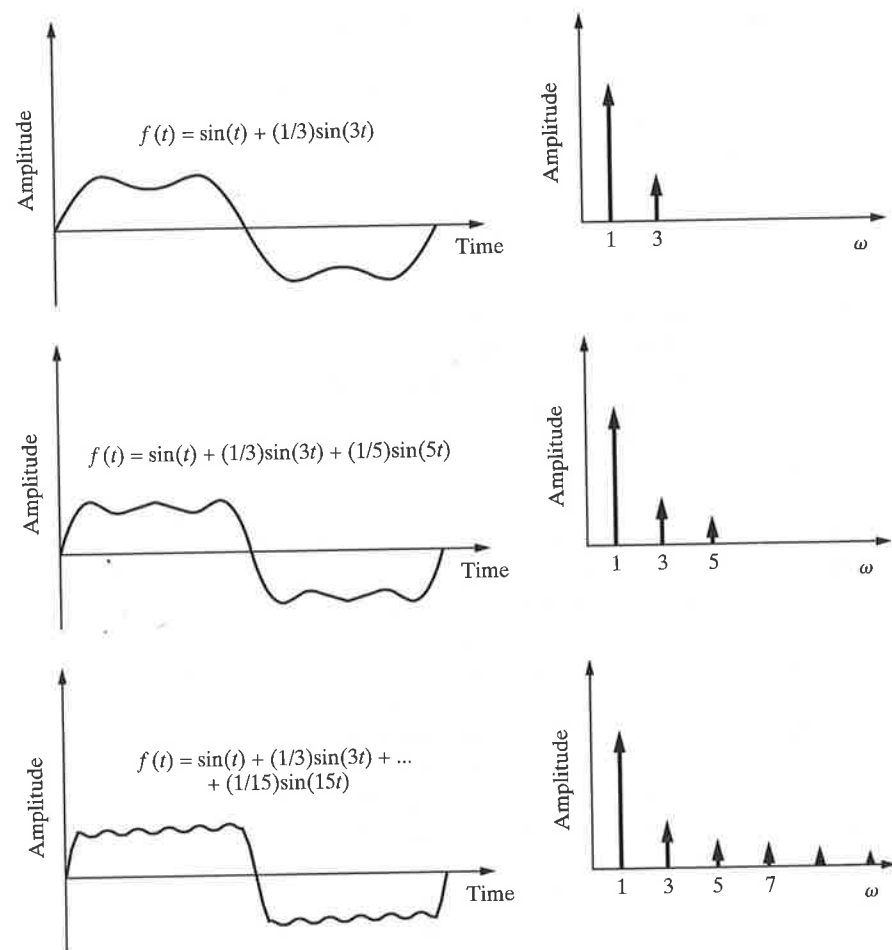 Amplitude
f(t) = sin(t) + (1/3)sin(3t)
Time
Amplitude
1 3
ω
Amplitude
f(t) = sin(t) + (1/3)sin(3t) + (1/5)sin(5t)
Time
Amplitude
1 3 5
ω
Amplitude
f(t) = sin(t) + (1/3)sin(3t) + ...
+ (1/15)sin(15t)
Time
Amplitude
1 3 5 7
ω